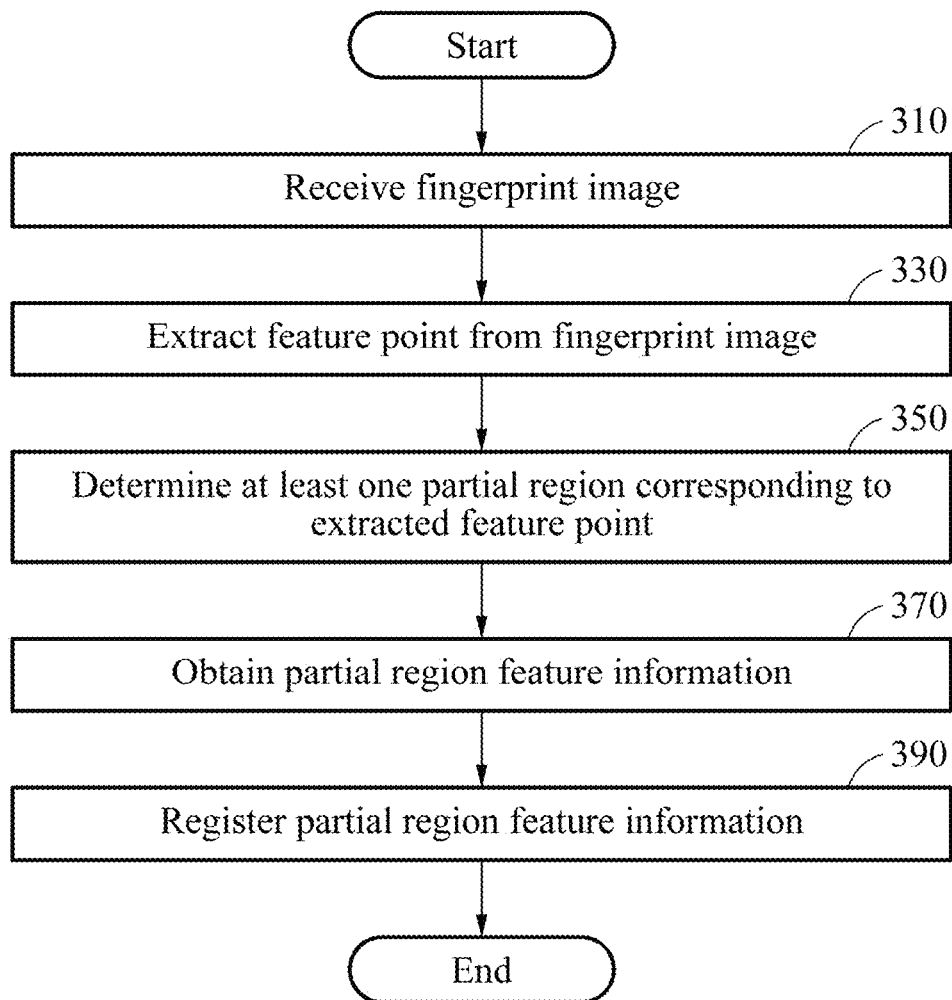 Start
310
Receive fingerprint image
330
Extract feature point from fingerprint image
350
Determine at least one partial region corresponding to
extracted feature point
370
Obtain partial region feature information
390
Register partial region feature information
End